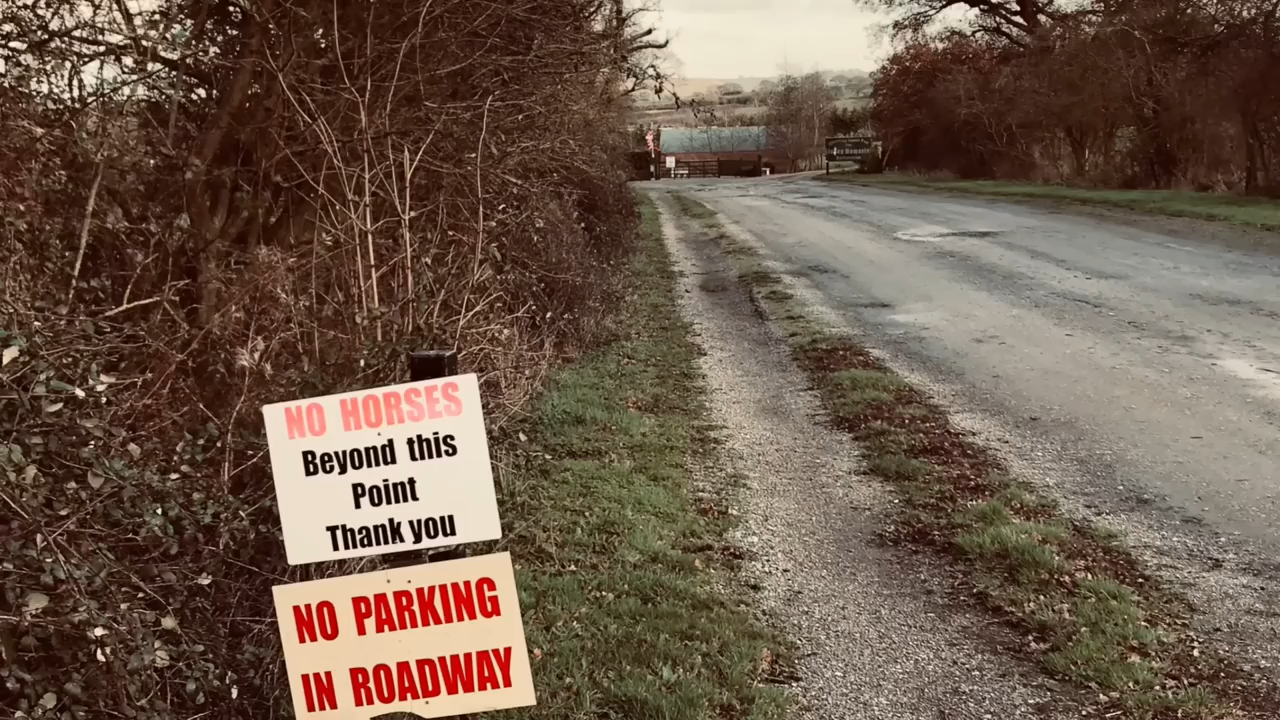 NO HORSES
Beyond this
Point
Thank you
NO PARKING
IN ROADWAY